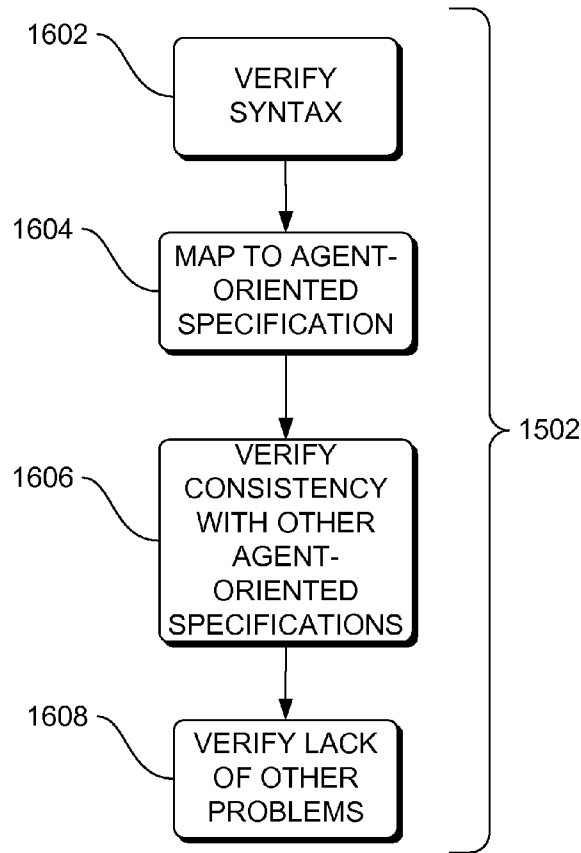 1602
VERIFY
SYNTAX
1604
MAP TO AGENT-
ORIENTED
SPECIFICATION
1606
VERIFY
CONSISTENCY
WITH OTHER
AGENT-
ORIENTED
SPECIFICATIONS
1502
1608
VERIFY LACK
OF OTHER
PROBLEMS